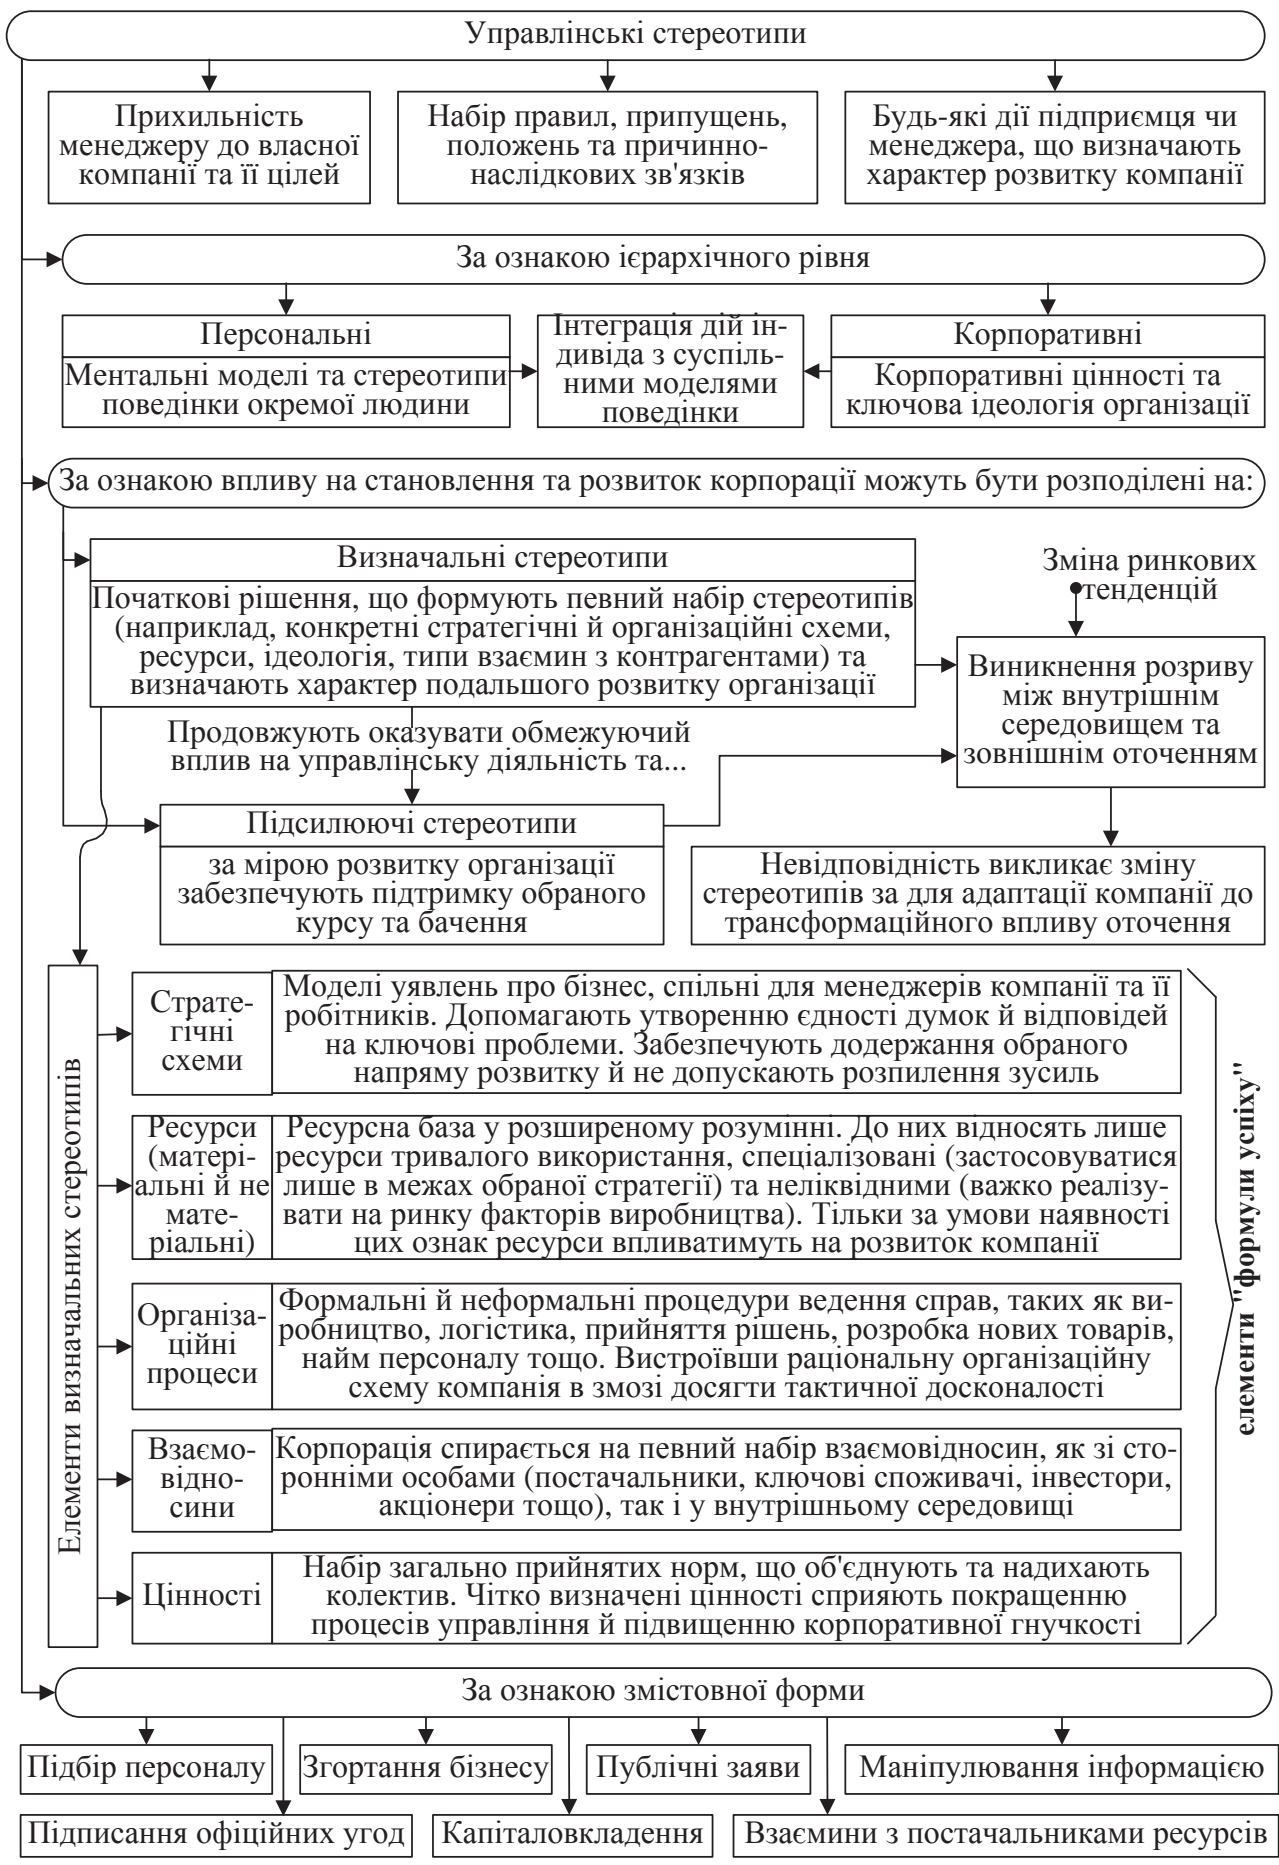 Управлінські стереотипи
Прихильність
менеджеру до власної
компанії та її цілей
Набір правил, припущень,
положень та причинно-
наслідкових зв'язків
Будь-які дії підприємця чи
менеджера, що визначають
характер розвитку компанії
За ознакою ієрархічного рівня
Персональні
Ментальні моделі та стереотипи
поведінки окремої людини
Інтеграція дій ін-
дивіда з суспіль-
ними моделями
поведінки
Корпоративні
Корпоративні цінності та
ключова ідеологія організації
За ознакою впливу на становлення та розвиток корпорації можуть бути розподілені на:
Визначальні стереотипи
Початкові рішення, що формують певний набір стереотипів
(наприклад, конкретні стратегічні й організаційні схеми,
ресурси, ідеологія, типи взаємин з контрагентами) та
визначають характер подальшого розвитку організації
Зміна ринкових
тенденцій
Виникнення розриву
між внутрішнім
середовищем та
зовнішнім оточенням
Продовжують оказувати обмежуючий
вплив на управлінську діяльність та...
Підсилюючі стереотипи
за мірою розвитку організації
забезпечують підтримку обраного
курсу та бачення
Невідповідність викликає зміну
стереотипів за для адаптації компанії до
трансформаційного впливу оточення
Елементи визначальних стереотипів
Страте-
гічні
схеми
Моделі уявлень про бізнес, спільні для менеджерів компанії та її
робітників. Допомагають утворенню єдності думок й відповідей
на ключові проблеми. Забезпечують додержання обраного
напряму розвитку й не допускають розпилення зусиль
Ресурси
(матері-
альні й не
мате-
ріальні)
Ресурсна база у розширеному розумінні. До них відносять лише
ресурси тривалого використання, спеціалізовані (застосовуватися
лише в межах обраної стратегії) та неліквідними (важко реалізу-
вати на ринку факторів виробництва). Тільки за умови наявності
цих ознак ресурси впливатимуть на розвиток компанії
Організа-
ційні
процеси
Формальні й неформальні процедури ведення справ, таких як ви-
робництво, логістика, прийняття рішень, розробка нових товарів,
найм персоналу тощо. Вистроївши раціональну організаційну
схему компанія в змозі досягти тактичної досконалості
Взаємо-
відно-
сини
Корпорація спирається на певний набір взаємовідносин, як зі сто-
ронніми особами (постачальники, ключові споживачі, інвестори,
акціонери тощо), так і у внутрішньому середовищі
Цінності
Набір загально прийнятих норм, що об'єднують та надихають
колектив. Чітко визначені цінності сприяють покращенню
процесів управління й підвищенню корпоративної гнучкості
елементи "формули успіху"
За ознакою змістовної форми
Підбір персоналу
Згортання бізнесу
Публічні заяви
Маніпулювання інформацією
Підписання офіційних угод
Капіталовкладення
Взаємини з постачальниками ресурсів